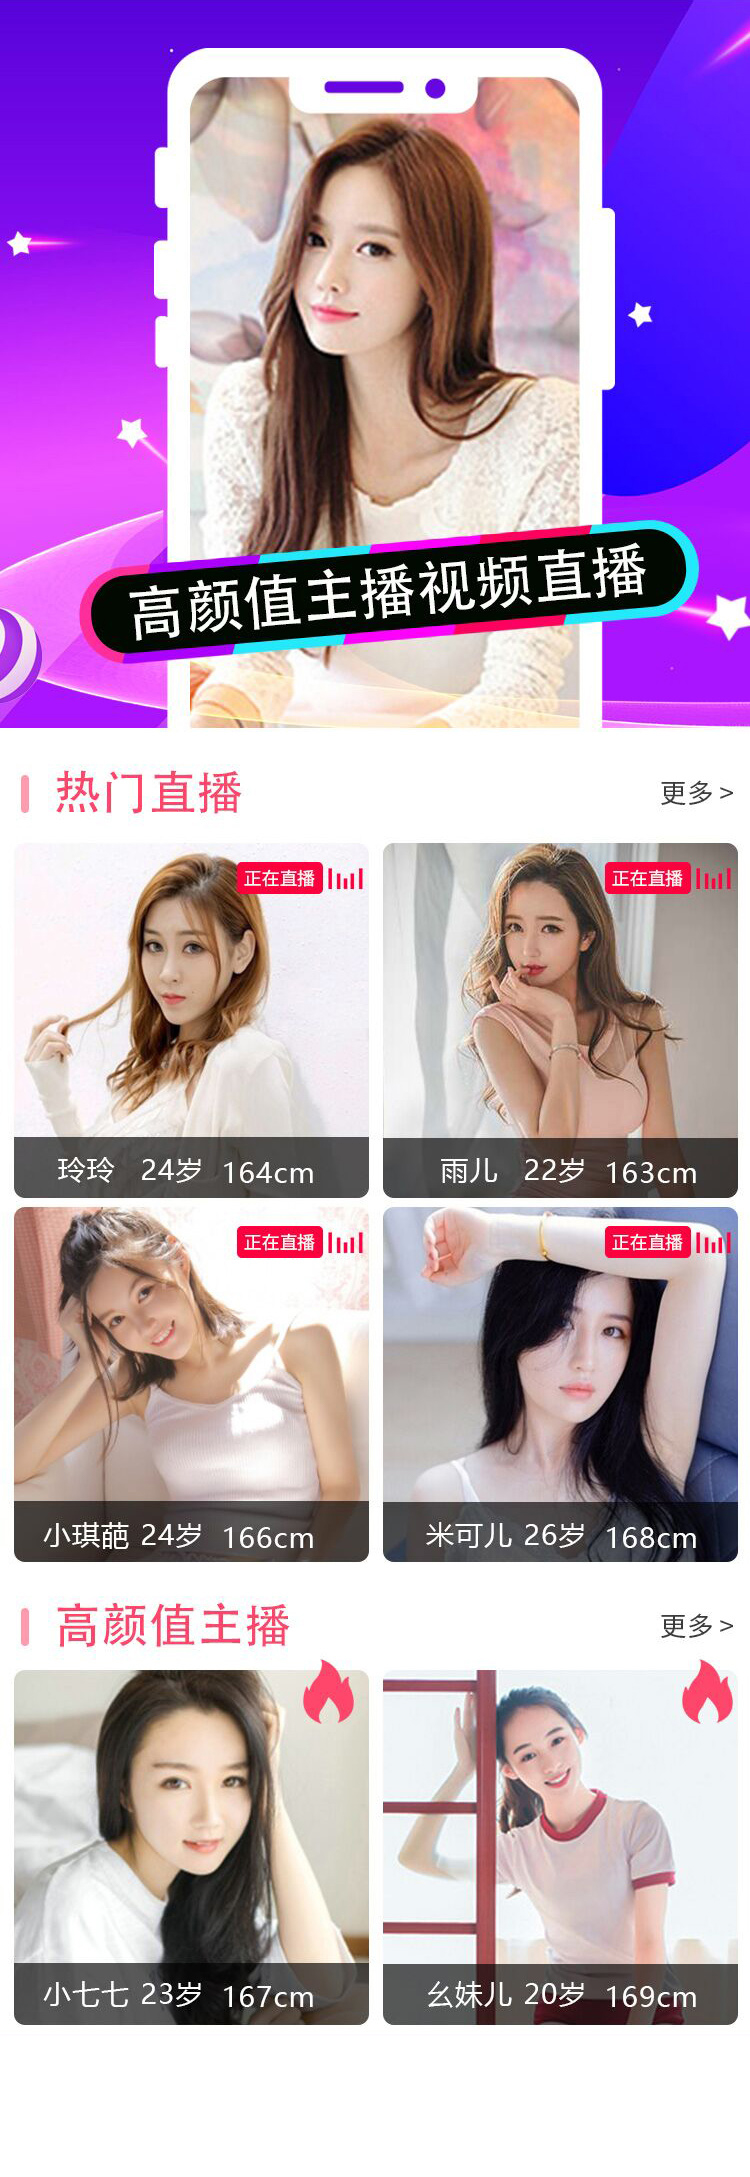 高颜值主播视频直播
热门直播
更多>
正在直播
正在直播
玲玲 24岁 164cm
雨儿 22岁 163cm
正在直播
正在直播
小琪葩 24岁 166cm
米可儿 26岁 168cm
高颜值主播
更多>
小七七 23岁 167cm
幺妹儿 20岁 169cm